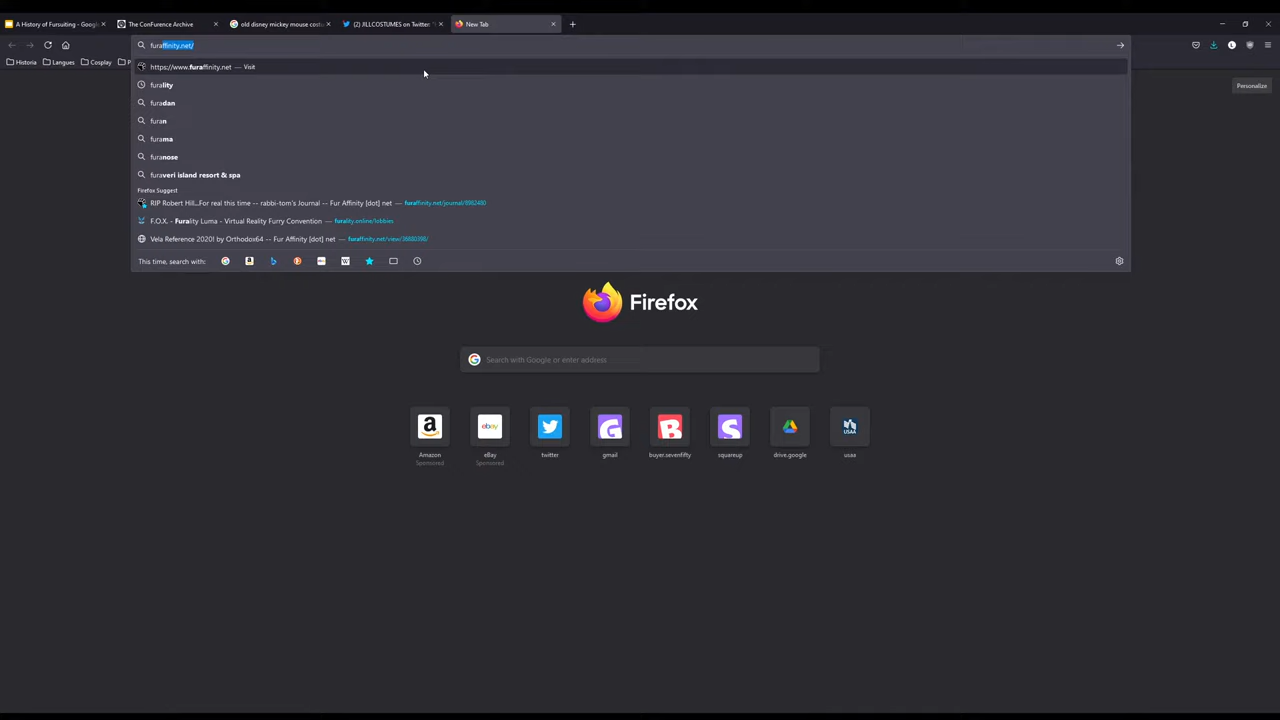 A History of Fursuiting - Googl
The ConFurence Archive
old disney mickey mouse costu
(2) JILLCOSTUMES on Twitter: "
New Tab
furaffinity.net/
Historia
Langues
Cosplay
https://www.furaffinity.net — Visit
furality
furadan
furan
furama
furanose
furaveri island resort & spa
Firefox Suggest
RIP Robert Hill...For real this time -- rabbi-tom's Journal -- Fur Affinity [dot] net — furaffinity.net/journal/8962480
F.O.X. - Furality Luma - Virtual Reality Furry Convention — furality.online/lobbies
Vela Reference 2020! by Orthodox64 -- Fur Affinity [dot] net — furaffinity.net/view/36880398/
This time, search with:
Personalize
Firefox
Search with Google or enter address
Amazon
Sponsored
eBay
Sponsored
twitter
gmail
buyer.sevenfifty
squareup
drive.google
usaa